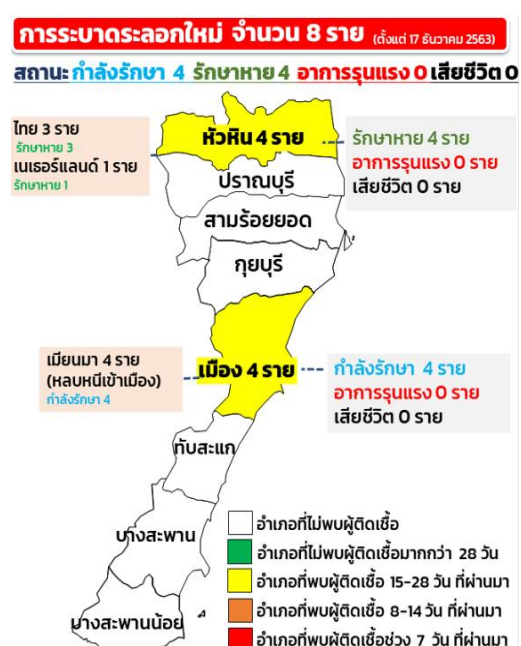 การระบาดระลอกใหม่ จำนวน 8 ราย (ตั้งแต่ 17 ธันวาคม 2563)
สถานะ กำลังรักษา 4 รักษาหาย 4 อาการรุนแรง 0 เสียชีวิต 0
ไทย 3 ราย
รักษาหาย 3
เนเธอร์แลนด์ 1 ราย
รักษาหาย 1
หัวหิน 4 ราย
รักษาหาย 4 ราย
อาการรุนแรง 0 ราย
เสียชีวิต 0 ราย
ปราณบุรี
สามร้อยยอด
กุยบุรี
เมียนมา 4 ราย
(หลบหนีเข้าเมือง)
กำลังรักษา 4
เมือง 4 ราย
กำลังรักษา 4 ราย
อาการรุนแรง 0 ราย
เสียชีวิต 0 ราย
ทับสะแก
บางสะพาน
บางสะพานน้อย
อำเภอที่ไม่พบผู้ติดเชื้อ
อำเภอที่ไม่พบผู้ติดเชื้อมากกว่า 28 วัน
อำเภอที่พบผู้ติดเชื้อ 15-28 วัน ที่ผ่านมา
อำเภอที่พบผู้ติดเชื้อ 8-14 วัน ที่ผ่านมา
อำเภอที่พบผู้ติดเชื้อช่วง 7 วัน ที่ผ่านมา